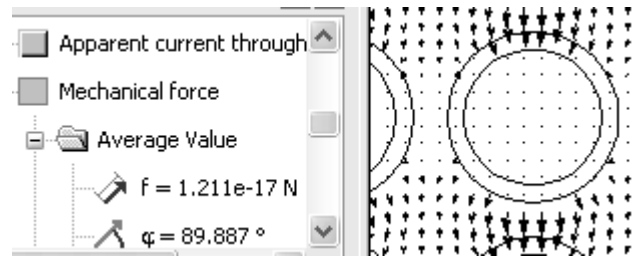 Apparent current through
Mechanical force
Average Value
f = 1.211e-17 N
φ = 89.887 °